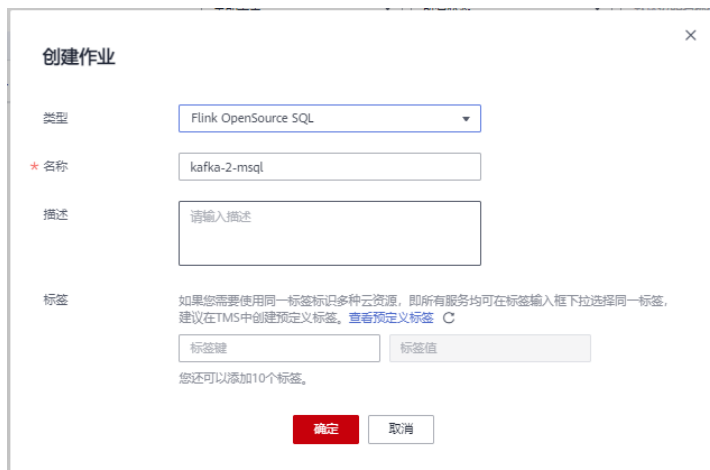 创建作业
类型
Flink OpenSource SQL
* 名称
kafka-2-msql
描述
请输入描述
标签
如果您需要使用同一标签标识多种云资源，即所有服务均可在标签输入框下拉选择同一标签，
建议在TMS中创建预定义标签。查看预定义标签
标签键
标签值
您还可以添加10个标签。
确定
取消